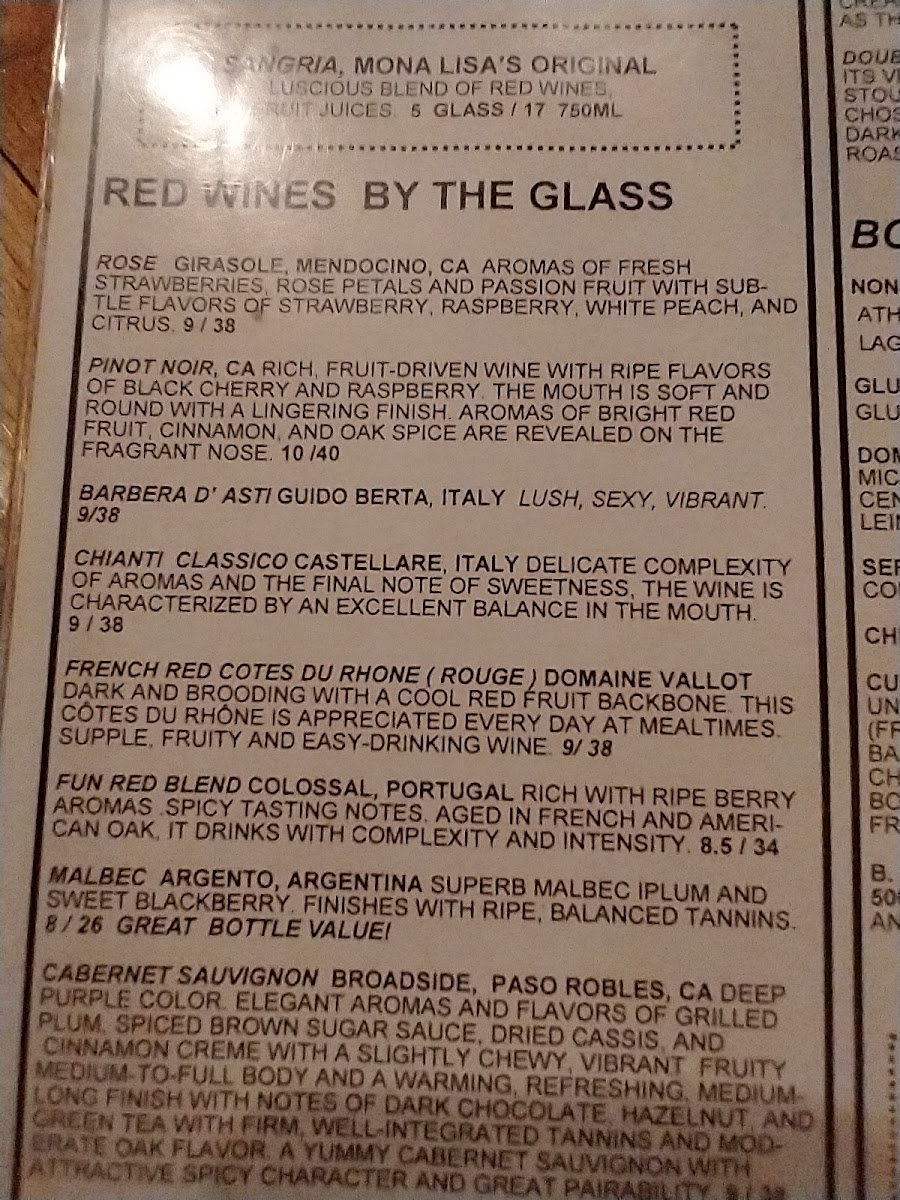 SANGRIA, MONA LISA'S ORIGINAL
LUSCIOUS BLEND OF RED WINES,
FRUIT JUICES. 5 GLASS / 17 750ML
RED WINES BY THE GLASS
ROSE GIRASOLE, MENDOCINO, CA AROMAS OF FRESH
STRAWBERRIES, ROSE PETALS AND PASSION FRUIT WITH SUB-
TLE FLAVORS OF STRAWBERRY, RASPBERRY, WHITE PEACH, AND
CITRUS. 9 / 38
PINOT NOIR, CA RICH, FRUIT-DRIVEN WINE WITH RIPE FLAVORS
OF BLACK CHERRY AND RASPBERRY. THE MOUTH IS SOFT AND
ROUND WITH A LINGERING FINISH. AROMAS OF BRIGHT RED
FRUIT, CINNAMON, AND OAK SPICE ARE REVEALED ON THE
FRAGRANT NOSE. 10 /40
BARBERA D' ASTI GUIDO BERTA, ITALY LUSH, SEXY, VIBRANT.
9/38
CHIANTI CLASSICO CASTELLARE, ITALY DELICATE COMPLEXITY
OF AROMAS AND THE FINAL NOTE OF SWEETNESS, THE WINE IS
CHARACTERIZED BY AN EXCELLENT BALANCE IN THE MOUTH.
9 / 38
FRENCH RED COTES DU RHONE ( ROUGE ) DOMAINE VALLOT
DARK AND BROODING WITH A COOL RED FRUIT BACKBONE. THIS
CÔTES DU RHÔNE IS APPRECIATED EVERY DAY AT MEALTIMES.
SUPPLE, FRUITY AND EASY-DRINKING WINE. 9/ 38
FUN RED BLEND COLOSSAL, PORTUGAL RICH WITH RIPE BERRY
AROMAS .SPICY TASTING NOTES. AGED IN FRENCH AND AMERI-
CAN OAK, IT DRINKS WITH COMPLEXITY AND INTENSITY. 8.5 / 34
MALBEC ARGENTO, ARGENTINA SUPERB MALBEC IPLUM AND
SWEET BLACKBERRY. FINISHES WITH RIPE, BALANCED TANNINS.
8 / 26 GREAT BOTTLE VALUE!
CABERNET SAUVIGNON BROADSIDE, PASO ROBLES, CA DEEP
PURPLE COLOR. ELEGANT AROMAS AND FLAVORS OF GRILLED
PLUM, SPICED BROWN SUGAR SAUCE, DRIED CASSIS, AND
CINNAMON CREME WITH A SLIGHTLY CHEWY, VIBRANT FRUITY
MEDIUM-TO-FULL BODY AND A WARMING, REFRESHING, MEDIUM-
LONG FINISH WITH NOTES OF DARK CHOCOLATE, HAZELNUT, AND
GREEN TEA WITH FIRM, WELL-INTEGRATED TANNINS AND MOD-
ERATE OAK FLAVOR. A YUMMY CABERNET SAUVIGNON WITH
ATTRACTIVE SPICY CHARACTER AND GREAT PAIRABILITY.
AS TH
DOUB
ITS V
STOU
CHOS
DARK
ROAS
BO
NON
ATH
LAG
GLU
GLU
DOM
MIC
CEN
LEIN
SEF
COU
CH
CU
UN
(FF
BA
CH
BO
FR
B.
50
AN